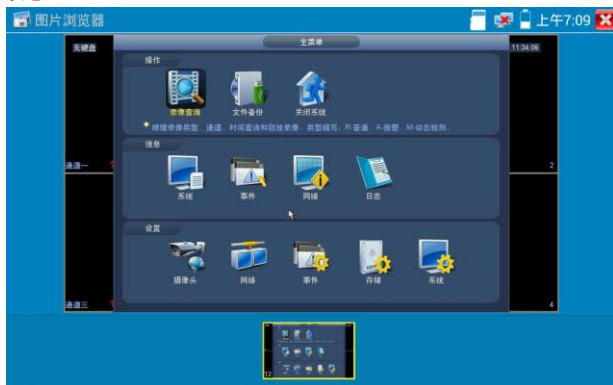 图片浏览器
上午7:09
主菜单
无硬盘
11:34:06
操作
录像查询
文件备份
关闭系统
根据录像类型、通道、时间查询和回放录像。类型缩写：R-普通，A-报警，M-动态检测。
信息
通道一
2
系统
事件
网络
日志
设置
摄像头
网络
事件
存储
系统
通道三
4
12